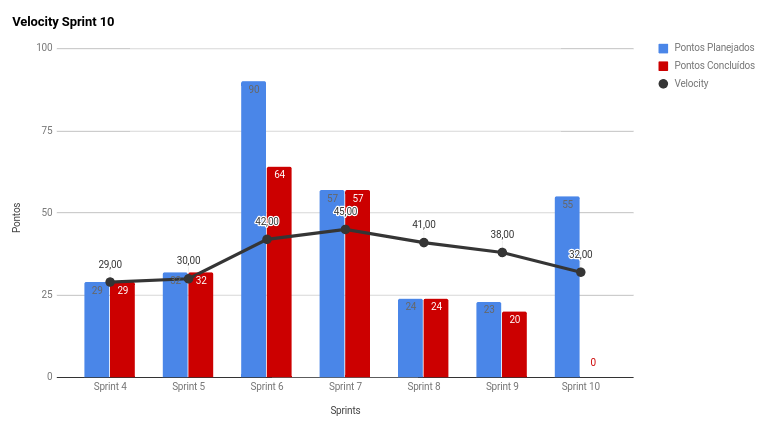 Velocity Sprint 10
Pontos Planejados
Pontos Concluídos
Velocity
100
75
50
25
0
Pontos
29,00
30,00
42,00
45,00
41,00
38,00
32,00
29
29
32
90
64
57
57
24
24
23
20
55
0
Sprint 4
Sprint 5
Sprint 6
Sprint 7
Sprint 8
Sprint 9
Sprint 10
Sprints